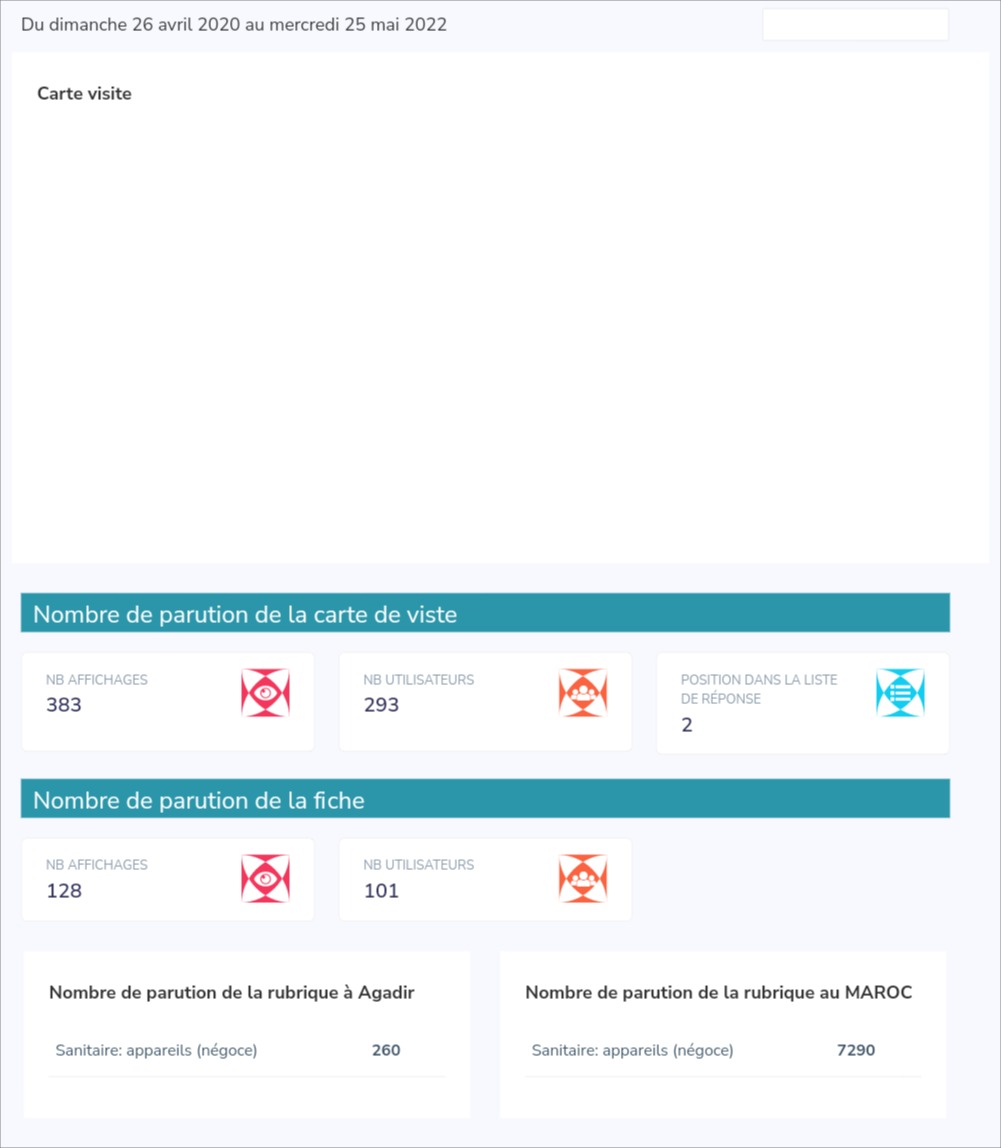 Du dimanche 26 avril 2020 au mercredi 25 mai 2022
Carte visite
Nombre de parution de la carte de viste
NB AFFICHAGES
383
NB UTILISATEURS
293
POSITION DANS LA LISTE
DE RÉPONSE
2
Nombre de parution de la fiche
NB AFFICHAGES
128
NB UTILISATEURS
101
Nombre de parution de la rubrique à Agadir
Sanitaire: appareils (négoce) 260
Nombre de parution de la rubrique au MAROC
Sanitaire: appareils (négoce) 7290